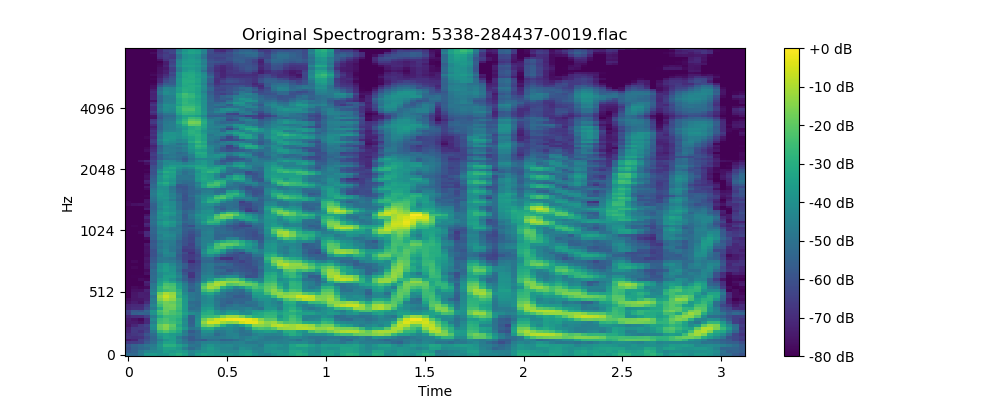 Original Spectrogram: 5338-284437-0019.flac
Hz
4096
2048
1024
512
0
0
0.5
1
1.5
2
2.5
3
Time
+0 dB
-10 dB
-20 dB
-30 dB
-40 dB
-50 dB
-60 dB
-70 dB
-80 dB